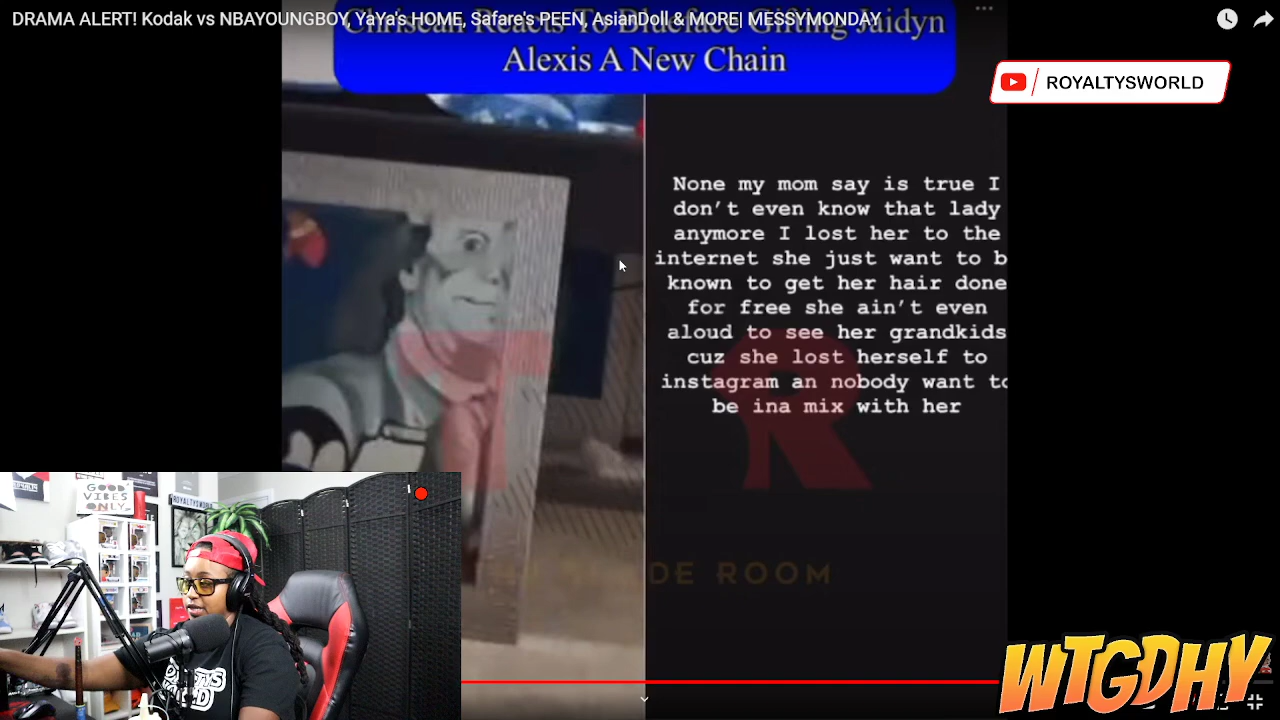 DRAMA ALERT! Kodak vs NBAYOUNGBOY, YaYa's HOME, Safare's PEEN, AsianDoll & MORE| MESSYMONDAY
Chrisean Reacts To Blueface Gifting Jaidyn
Alexis A New Chain
ROYALTYSWORLD
None my mom say is true I
don't even know that lady
anymore I lost her to the
internet she just want to b
known to get her hair done
for free she ain't even
aloud to see her grandkids
cuz she lost herself to
instagram an nobody want to
be ina mix with her
R
DE ROOM
GOOD
VIBES
ONLY.
ROYALTYSWORLD
WTGDHY